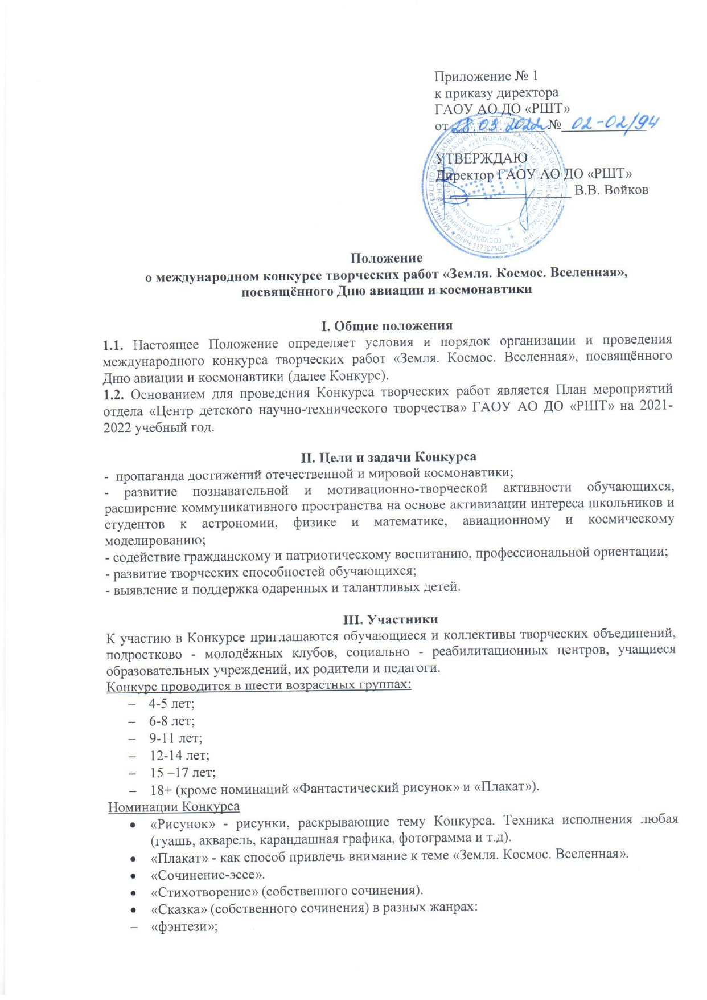 Приложение № 1
к приказу директора
ГАОУ АО ДО «РШТ»
от 28.03.2022 № 02-02/94
УТВЕРЖДАЮ
Директор ГАОУ АО ДО «РШТ»
В.В. Войков
ОГРН 1173025010245
Положение
о международном конкурсе творческих работ «Земля. Космос. Вселенная»,
посвящённого Дню авиации и космонавтики
I. Общие положения
1.1. Настоящее Положение определяет условия и порядок организации и проведения
международного конкурса творческих работ «Земля. Космос. Вселенная», посвящённого
Дню авиации и космонавтики (далее Конкурс).
1.2. Основанием для проведения Конкурса творческих работ является План мероприятий
отдела «Центр детского научно-технического творчества» ГАОУ АО ДО «РШТ» на 2021-
2022 учебный год.
II. Цели и задачи Конкурса
- пропаганда достижений отечественной и мировой космонавтики;
- развитие познавательной и мотивационно-творческой активности обучающихся,
расширение коммуникативного пространства на основе активизации интереса школьников и
студентов к астрономии, физике и математике, авиационному и космическому
моделированию;
- содействие гражданскому и патриотическому воспитанию, профессиональной ориентации;
- развитие творческих способностей обучающихся;
- выявление и поддержка одаренных и талантливых детей.
III. Участники
К участию в Конкурсе приглашаются обучающиеся и коллективы творческих объединений,
подростково - молодёжных клубов, социально - реабилитационных центров, учащиеся
образовательных учреждений, их родители и педагоги.
Конкурс проводится в шести возрастных группах:
– 4-5 лет;
– 6-8 лет;
– 9-11 лет;
– 12-14 лет;
– 15 –17 лет;
– 18+ (кроме номинаций «Фантастический рисунок» и «Плакат»).
Номинации Конкурса
• «Рисунок» - рисунки, раскрывающие тему Конкурса. Техника исполнения любая
(гуашь, акварель, карандашная графика, фотограмма и т.д).
• «Плакат» - как способ привлечь внимание к теме «Земля. Космос. Вселенная».
• «Сочинение-эссе».
• «Стихотворение» (собственного сочинения).
• «Сказка» (собственного сочинения) в разных жанрах:
– «фэнтези»;